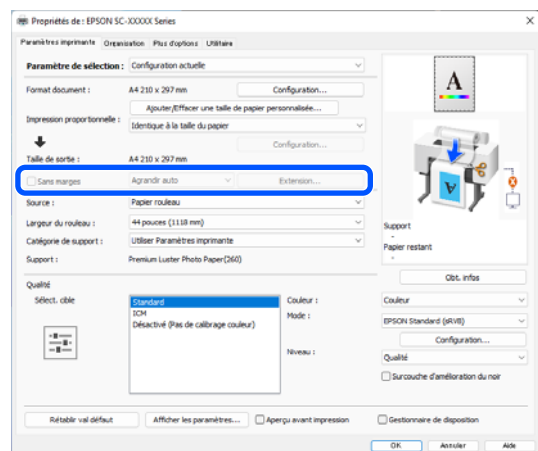 Propriétés de : EPSON SC-XXXXX Series
Paramètres imprimante Organisation Plus d'options Utilitaire
Paramètre de sélection : Configuration actuelle
Format document : A4 210 x 297 mm Configuration...
Ajouter/Effacer une taille de papier personnalisée...
Impression proportionnelle : Identique à la taille du papier
Configuration...
Taille de sortie : A4 210 x 297 mm
Sans marges Agrandir auto Extension...
Source : Papier rouleau
Largeur du rouleau : 44 pouces (1118 mm)
Catégorie de support : Utiliser Paramètres imprimante
Support : Premium Luster Photo Paper(260)
A
A
Support
-
Papier restant
-
Obt. infos
Qualité
Sélect. cible
Standard
ICM
Désactivé (Pas de calibrage couleur)
Couleur : Couleur
Mode : EPSON Standard (sRVB)
Configuration...
Niveau : Qualité
Surcouche d'amélioration du noir
Rétablir val défaut Afficher les paramètres... Aperçu avant impression Gestionnaire de disposition
OK Annuler Aide